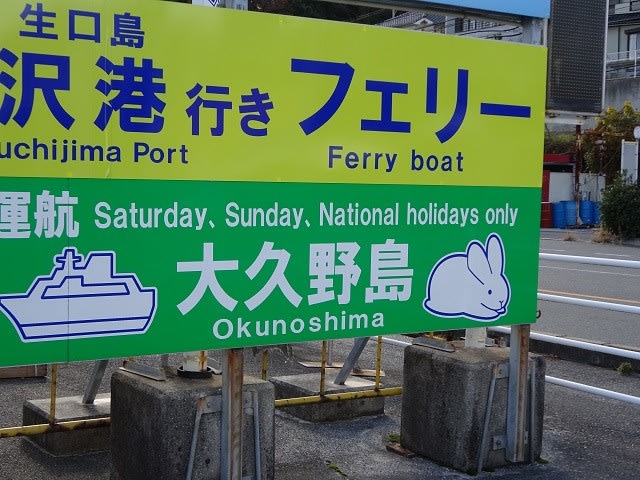 生口島
沢港行き フェリー
uchijima Port Ferry boat
運航 Saturday、Sunday、National holidays only
大久野島
Okunoshima